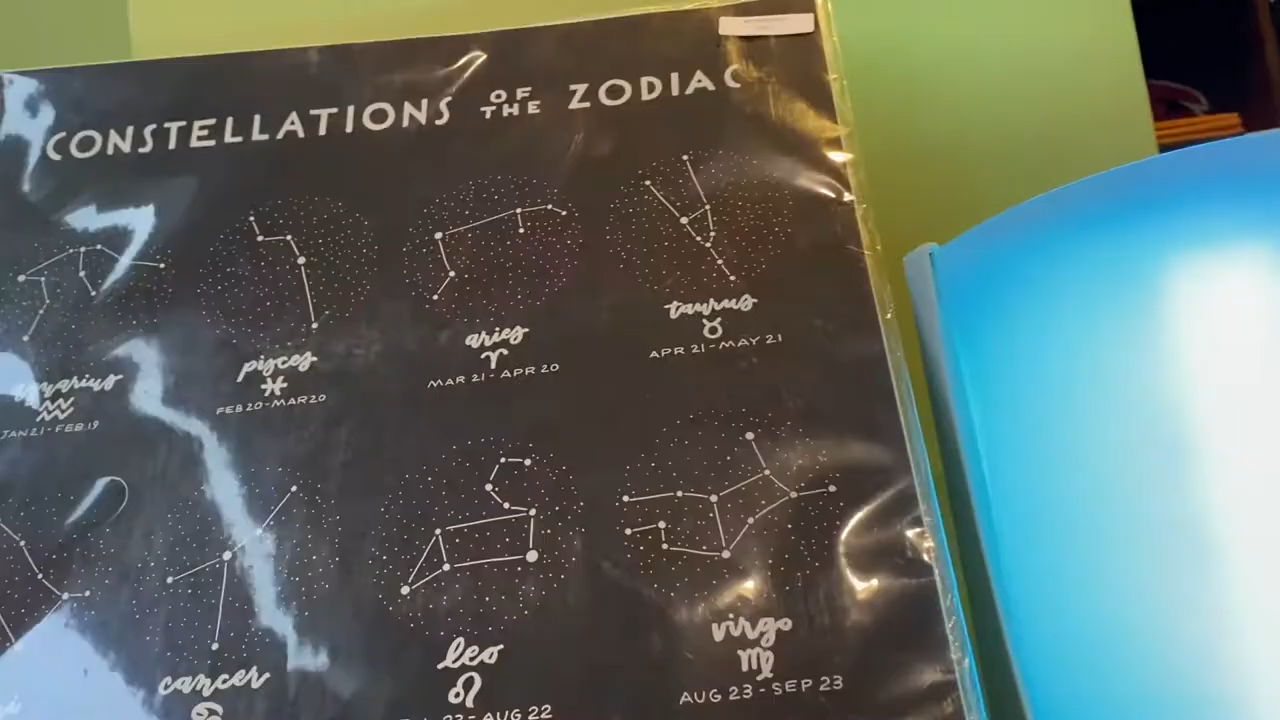 CONSTELLATIONS OF THE ZODIAC
aquarius
JAN 21 - FEB 19
pisces
FEB 20 - MAR 20
aries
MAR 21 - APR 20
taurus
APR 21 - MAY 21
cancer
leo
23 - AUG 22
virgo
AUG 23 - SEP 23